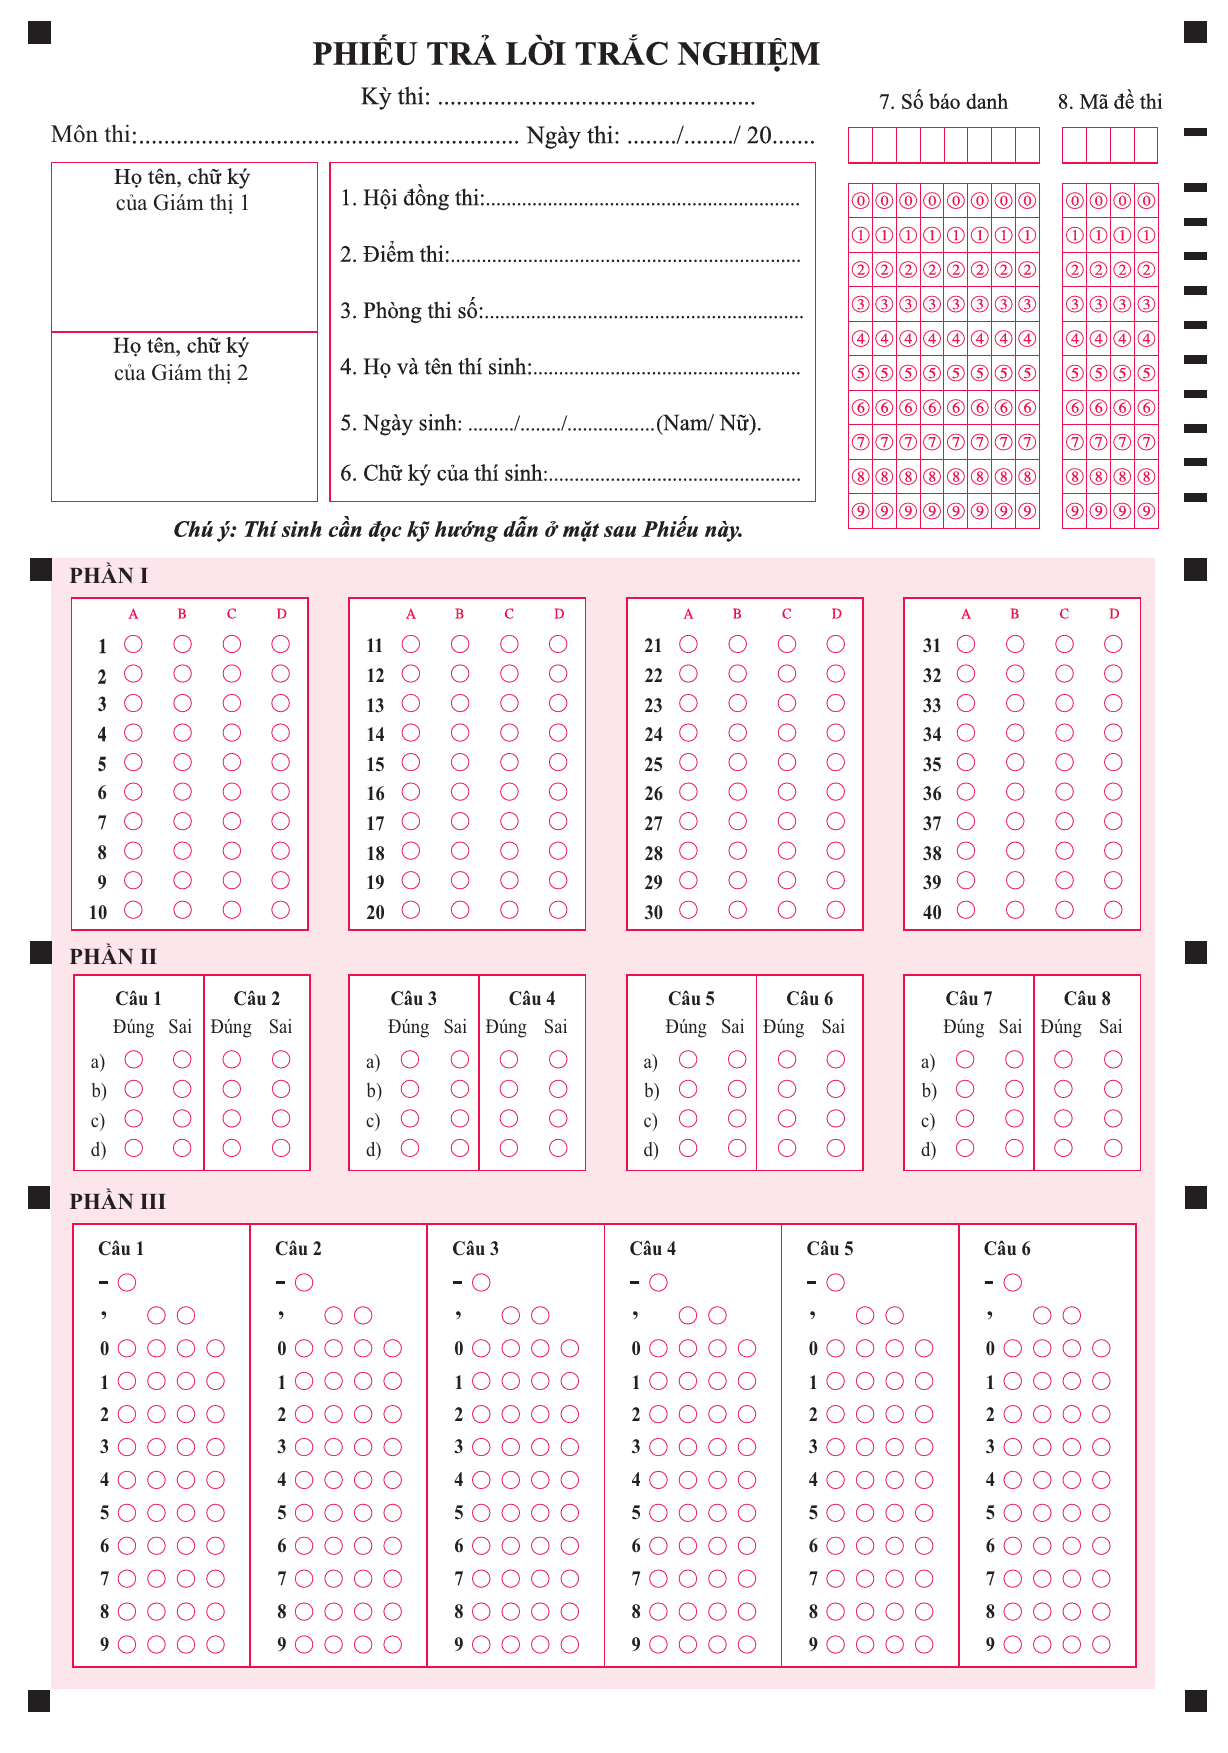 PHIẾU TRẢ LỜI TRẮC NGHIỆM
Kỳ thi: ...................................................
Môn thi:............................................................. Ngày thi: ......../......../ 20.......
7. Số báo danh
8. Mã đề thi
Họ tên, chữ ký
của Giám thị 1
Họ tên, chữ ký
của Giám thị 2
1. Hội đồng thi:..............................................................
2. Điểm thi:.....................................................................
3. Phòng thi số:...............................................................
4. Họ và tên thí sinh:.....................................................
5. Ngày sinh: ........./......../.................(Nam/ Nữ).
6. Chữ ký của thí sinh:..................................................
0 0 0 0 0 0 0 0 0 0 0 0
1 1 1 1 1 1 1 1 1 1 1 1
2 2 2 2 2 2 2 2 2 2 2 2
3 3 3 3 3 3 3 3 3 3 3 3
4 4 4 4 4 4 4 4 4 4 4 4
5 5 5 5 5 5 5 5 5 5 5 5
6 6 6 6 6 6 6 6 6 6 6 6
7 7 7 7 7 7 7 7 7 7 7 7
8 8 8 8 8 8 8 8 8 8 8 8
9 9 9 9 9 9 9 9 9 9 9 9
Chú ý: Thí sinh cần đọc kỹ hướng dẫn ở mặt sau Phiếu này.
PHẦN I
A B C D A B C D A B C D A B C D
1 11 21 31
2 12 22 32
3 13 23 33
4 14 24 34
5 15 25 35
6 16 26 36
7 17 27 37
8 18 28 38
9 19 29 39
10 20 30 40
PHẦN II
Câu 1 Câu 2 Câu 3 Câu 4 Câu 5 Câu 6 Câu 7 Câu 8
Đúng Sai Đúng Sai Đúng Sai Đúng Sai Đúng Sai Đúng Sai Đúng Sai Đúng Sai
a) a) a) a)
b) b) b) b)
c) c) c) c)
d) d) d) d)
PHẦN III
Câu 1 Câu 2 Câu 3 Câu 4 Câu 5 Câu 6
- - - - - -
, , , , , ,
0 0 0 0 0 0
1 1 1 1 1 1
2 2 2 2 2 2
3 3 3 3 3 3
4 4 4 4 4 4
5 5 5 5 5 5
6 6 6 6 6 6
7 7 7 7 7 7
8 8 8 8 8 8
9 9 9 9 9 9